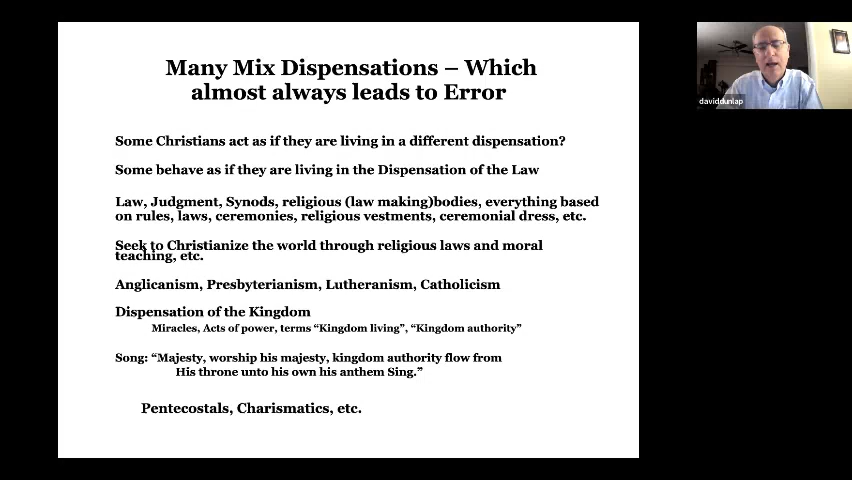 Many Mix Dispensations – Which
almost always leads to Error
Some Christians act as if they are living in a different dispensation?
Some behave as if they are living in the Dispensation of the Law
Law, Judgment, Synods, religious (law making)bodies, everything based
on rules, laws, ceremonies, religious vestments, ceremonial dress, etc.
Seek to Christianize the world through religious laws and moral
teaching, etc.
Anglicanism, Presbyterianism, Lutheranism, Catholicism
Dispensation of the Kingdom
Miracles, Acts of power, terms “Kingdom living”, “Kingdom authority”
Song: “Majesty, worship his majesty, kingdom authority flow from
His throne unto his own his anthem Sing.”
Pentecostals, Charismatics, etc.
daviddunlap